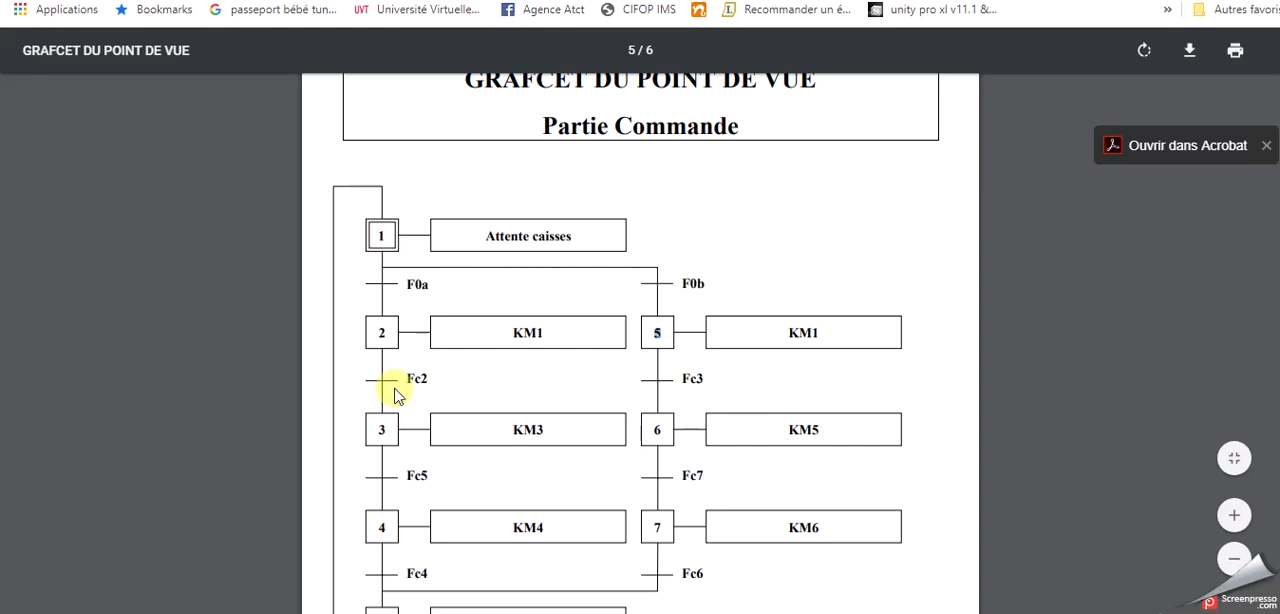 Applications Bookmarks passeport bébé tun... UVT Université Virtuelle... Agence Atct CIFOP IMS Recommander un é... unity pro xl v11.1 &... » Autres favoris
GRAFCET DU POINT DE VUE 5 / 6
GRAFCET DU POINT DE VUE
Partie Commande
Ouvrir dans Acrobat
1 Attente caisses
F0a F0b
2 KM1 5 KM1
Fc2 Fc3
3 KM3 6 KM5
Fc5 Fc7
4 KM4 7 KM6
Fc4 Fc6
Screenpresso
.com